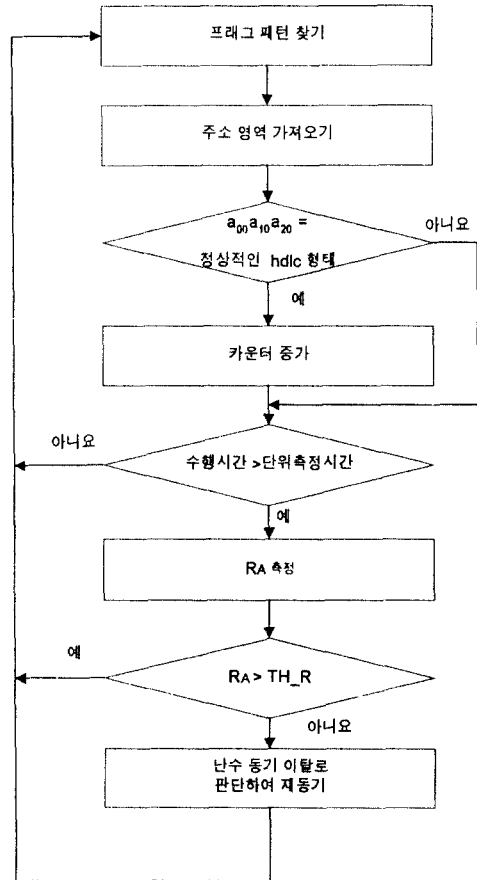 프래그 패턴 찾기
주소 영역 가져오기
a₀₀a₁₀a₂₀ =
아니요
정상적인 hdlc 형태
예
카운터 증가
아니요
수행시간 >단위측정시간
예
RA 측정
예
RA > TH_R
아니요
난수 동기 이탈로
판단하여 재동기